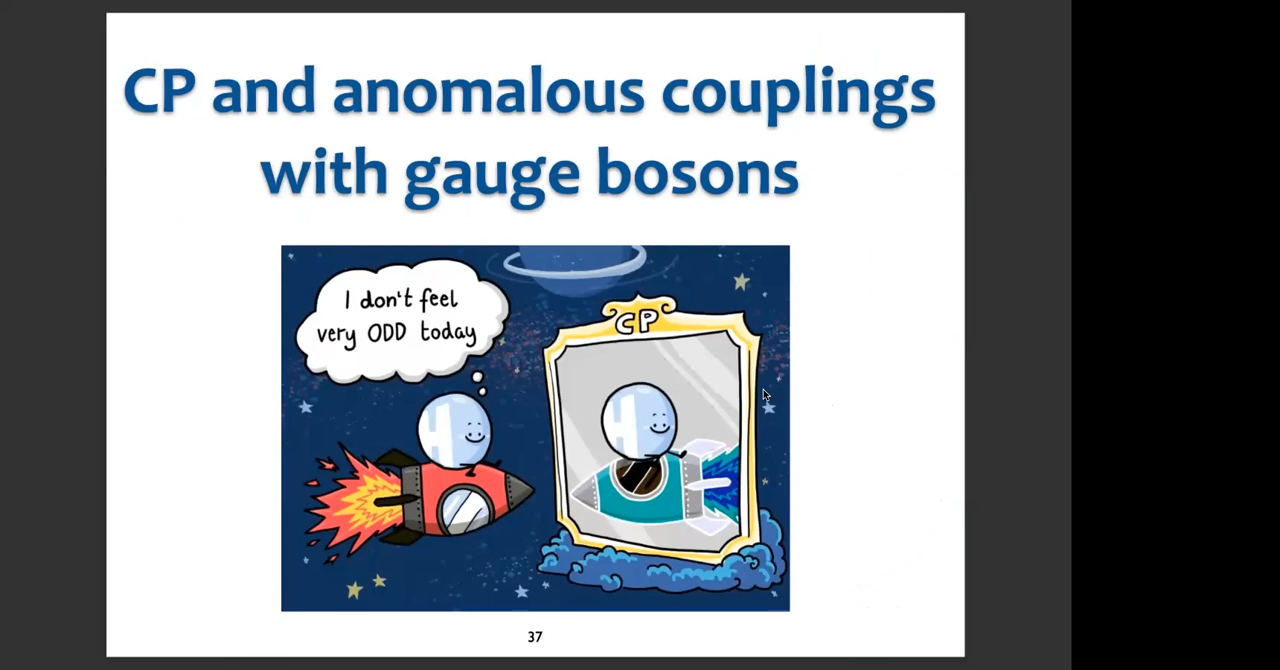 CP and anomalous couplings
with gauge bosons
I don't feel
very ODD today
CP
H
H
37